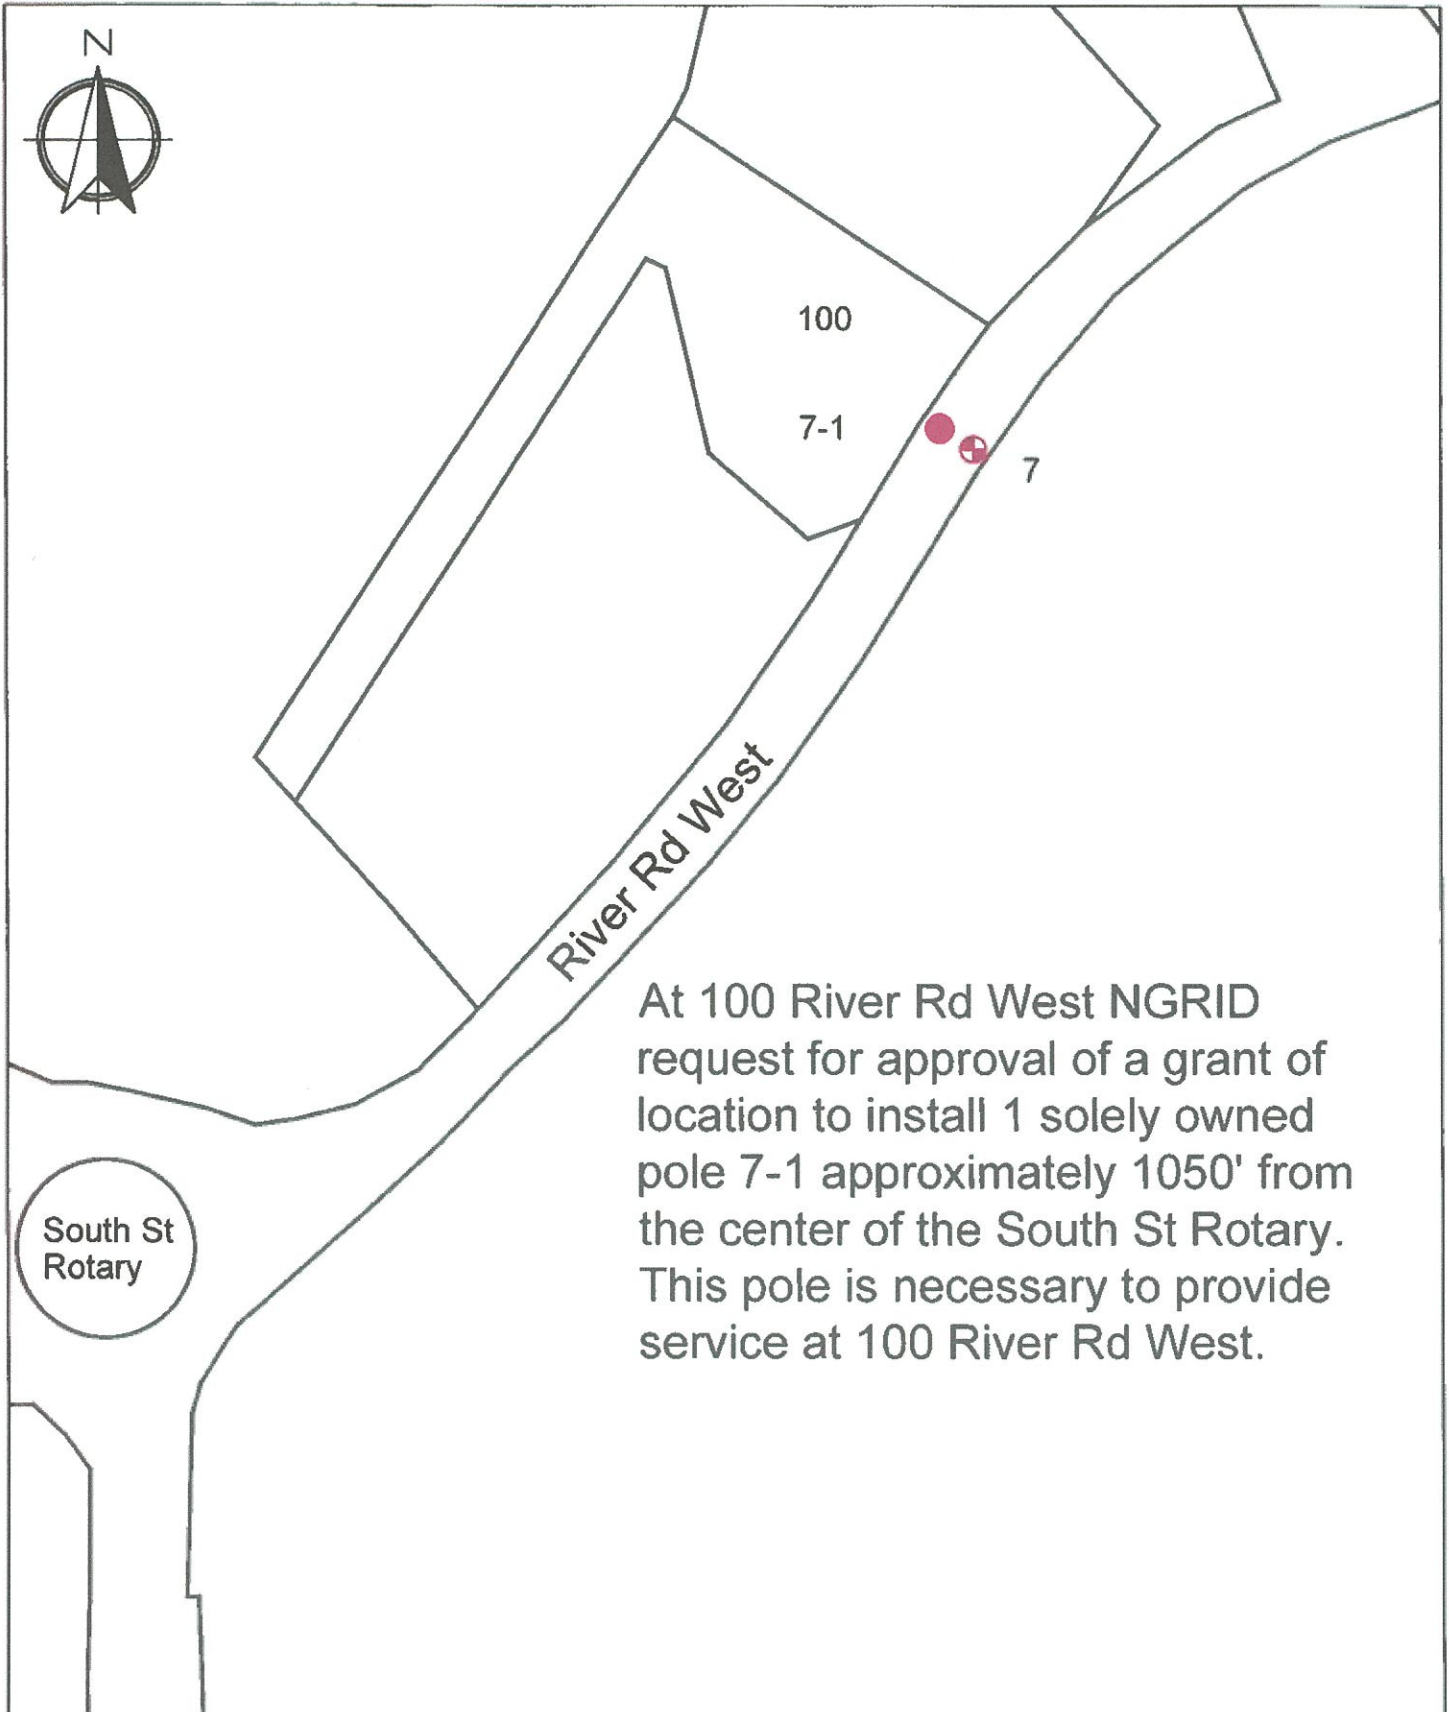 N
100
7-1
7
River Rd West
At 100 River Rd West NGRID
request for approval of a grant of
location to install 1 solely owned
pole 7-1 approximately 1050' from
the center of the South St Rotary.
This pole is necessary to provide
service at 100 River Rd West.
South St
Rotary